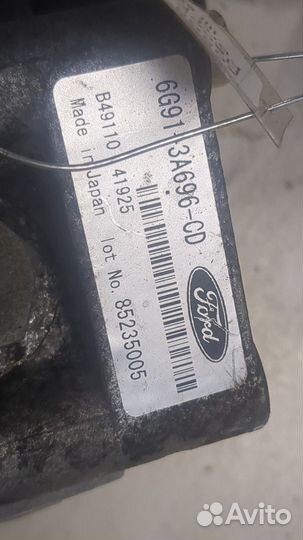 6G91-3A696-CD
B49110 41925
Made in Japan lot No. 85235005
Ford
Avito